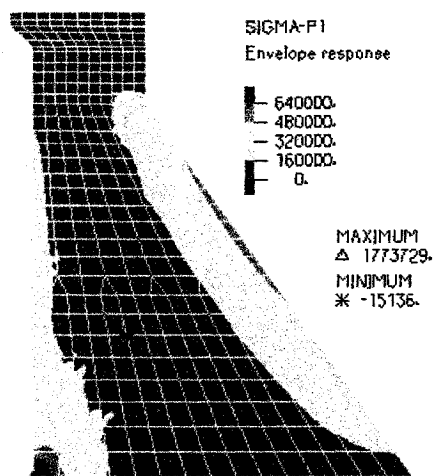 SIGMA-P1
Envelope response
640000.
480000.
320000.
160000.
0.
MAXIMUM
△ 1773729.
MINIMUM
* -15136.